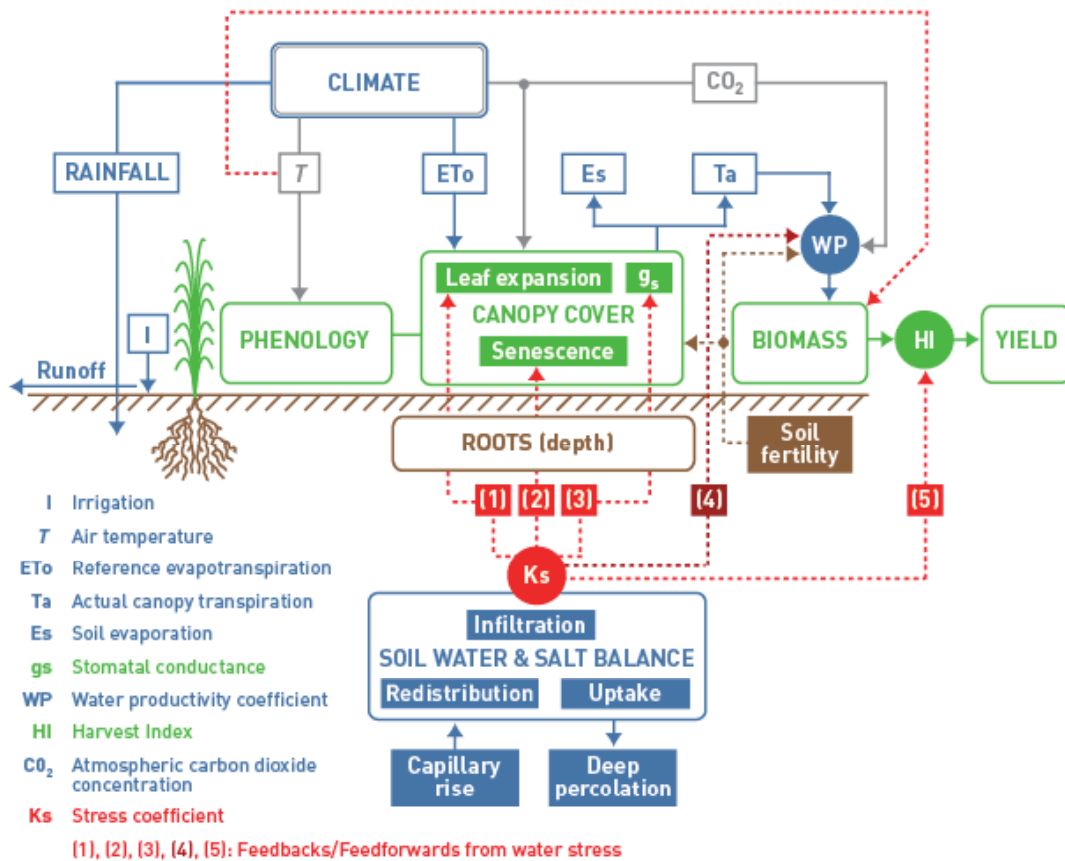 CLIMATE
CO₂
RAINFALL
T
ETo
Es
Ta
WP
Leaf expansion
gs
CANOPY COVER
Senescence
PHENOLOGY
BIOMASS
HI
YIELD
I
Runoff
ROOTS (depth)
Soil
fertility
(1)
(2)
(3)
(4)
(5)
Ks
Infiltration
SOIL WATER & SALT BALANCE
Redistribution
Uptake
Capillary
rise
Deep
percolation
I Irrigation
T Air temperature
ETo Reference evapotranspiration
Ta Actual canopy transpiration
Es Soil evaporation
gs Stomatal conductance
WP Water productivity coefficient
HI Harvest Index
CO₂ Atmospheric carbon dioxide
concentration
Ks Stress coefficient
(1), (2), (3), (4), (5): Feedbacks/Feedforwards from water stress